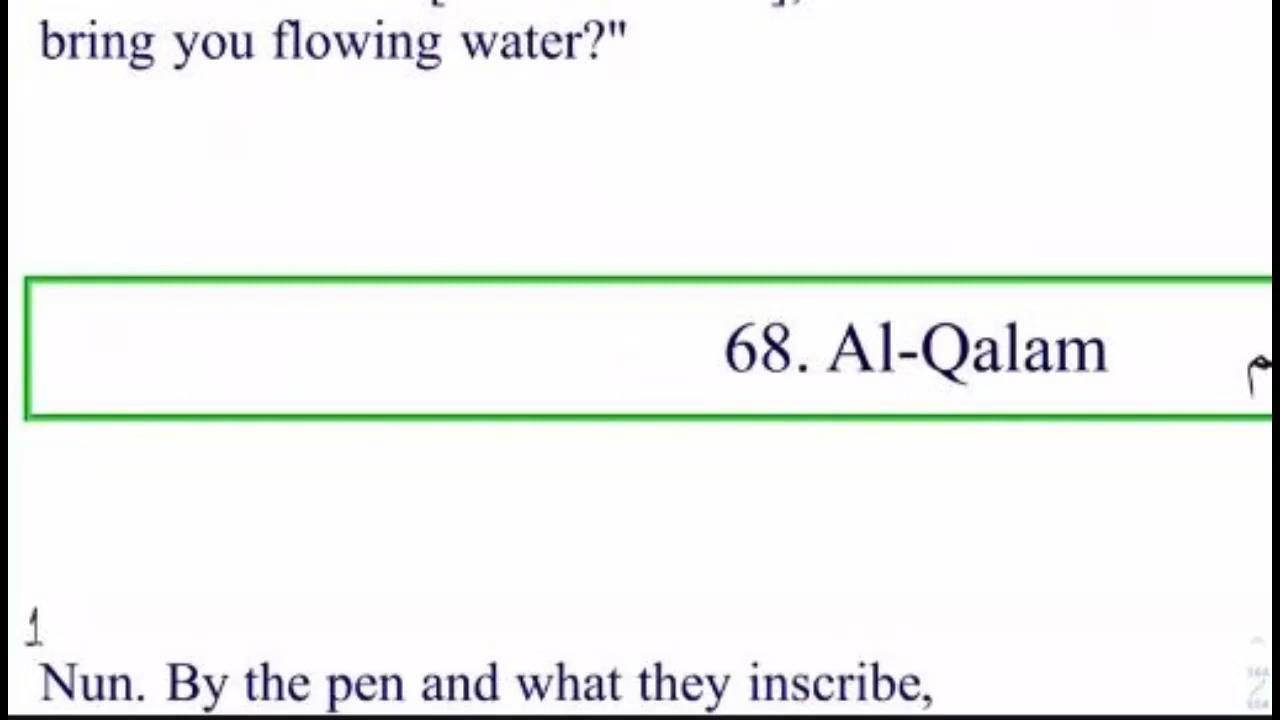 bring you flowing water?"
68. Al-Qalam
1
Nun. By the pen and what they inscribe,